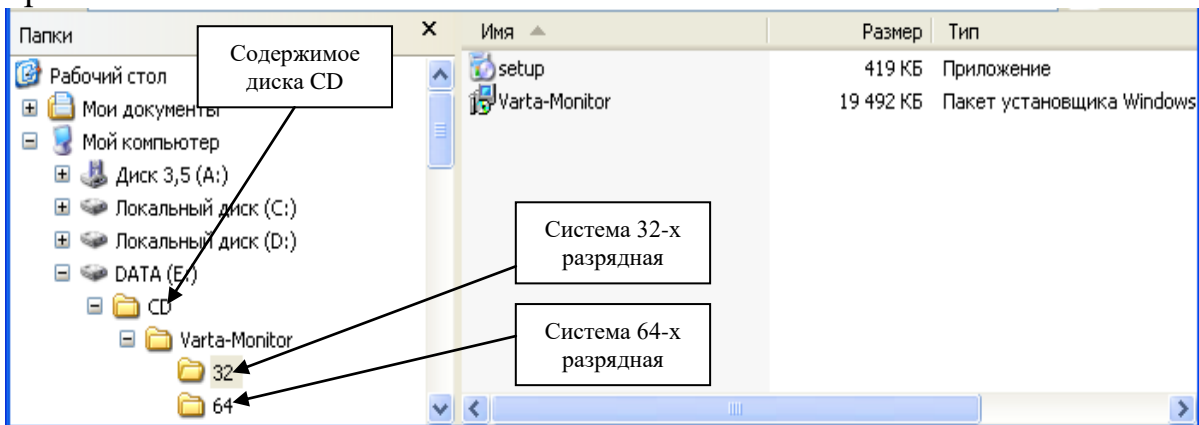 Папки
Имя
Размер
Тип
Содержимое
диска CD
Рабочий стол
Мои документы
Мой компьютер
Диск 3,5 (A:)
Локальный диск (C:)
Локальный диск (D:)
DATA (E:)
CD
Varta-Monitor
32
64
setup
419 КБ
Приложение
Varta-Monitor
19 492 КБ
Пакет установщика Windows
Система 32-х
разрядная
Система 64-х
разрядная